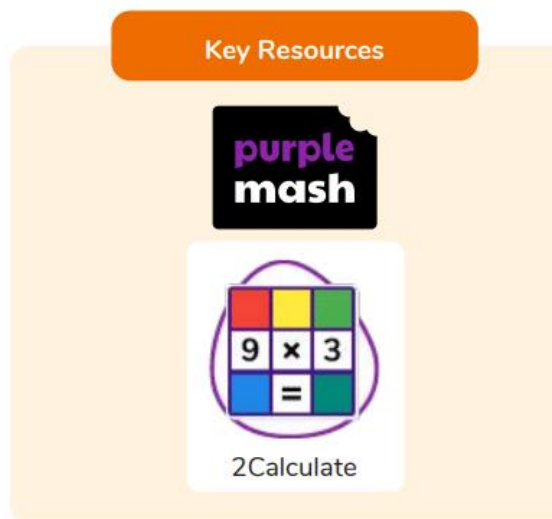 Key Resources
purple
mash
9 × 3
=
2Calculate